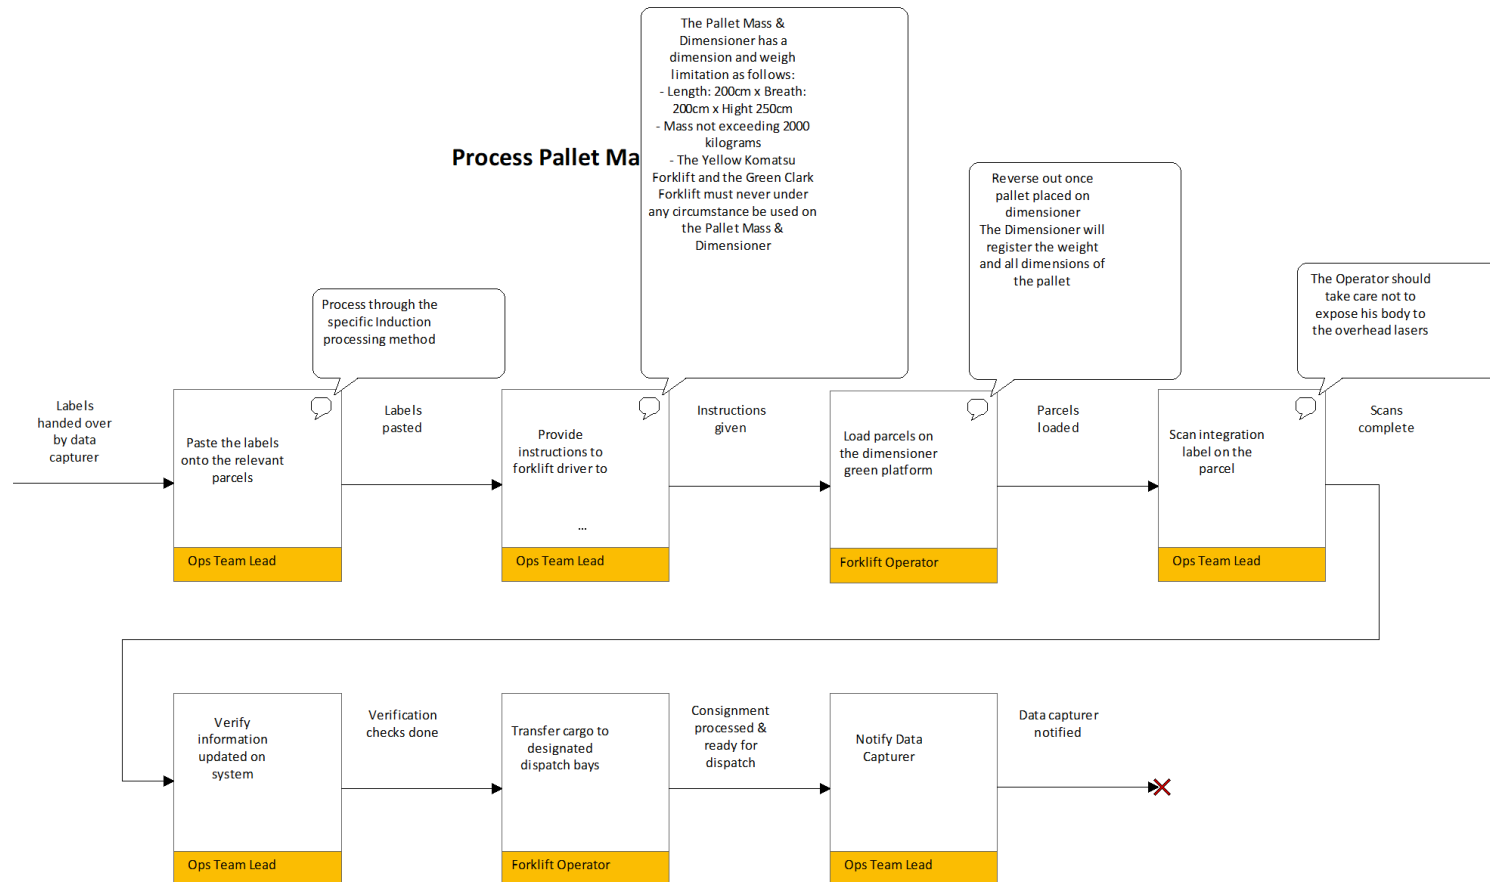 The Pallet Mass &
Dimensioner has a
dimension and weigh
limitation as follows:
- Length: 200cm x Breath:
200cm x Hight 250cm
- Mass not exceeding 2000
kilograms
- The Yellow Komatsu
Forklift and the Green Clark
Forklift must never under
any circumstance be used on
the Pallet Mass &
Dimensioner
Process Pallet Ma
Reverse out once
pallet placed on
dimensioner
The Dimensioner will
register the weight
and all dimensions of
the pallet
The Operator should
take care not to
expose his body to
the overhead lasers
Process through the
specific Induction
processing method
Labels
handed over
by data
capturer
Paste the labels
onto the relevant
parcels
Ops Team Lead
Labels
pasted
Provide
instructions to
forklift driver to
...
Ops Team Lead
Instructions
given
Load parcels on
the dimensioner
green platform
Forklift Operator
Parcels
loaded
Scan integration
label on the
parcel
Ops Team Lead
Scans
complete
Verify
information
updated on
system
Ops Team Lead
Verification
checks done
Transfer cargo to
designated
dispatch bays
Forklift Operator
Consignment
processed &
ready for
dispatch
Notify Data
Capturer
Ops Team Lead
Data capturer
notified